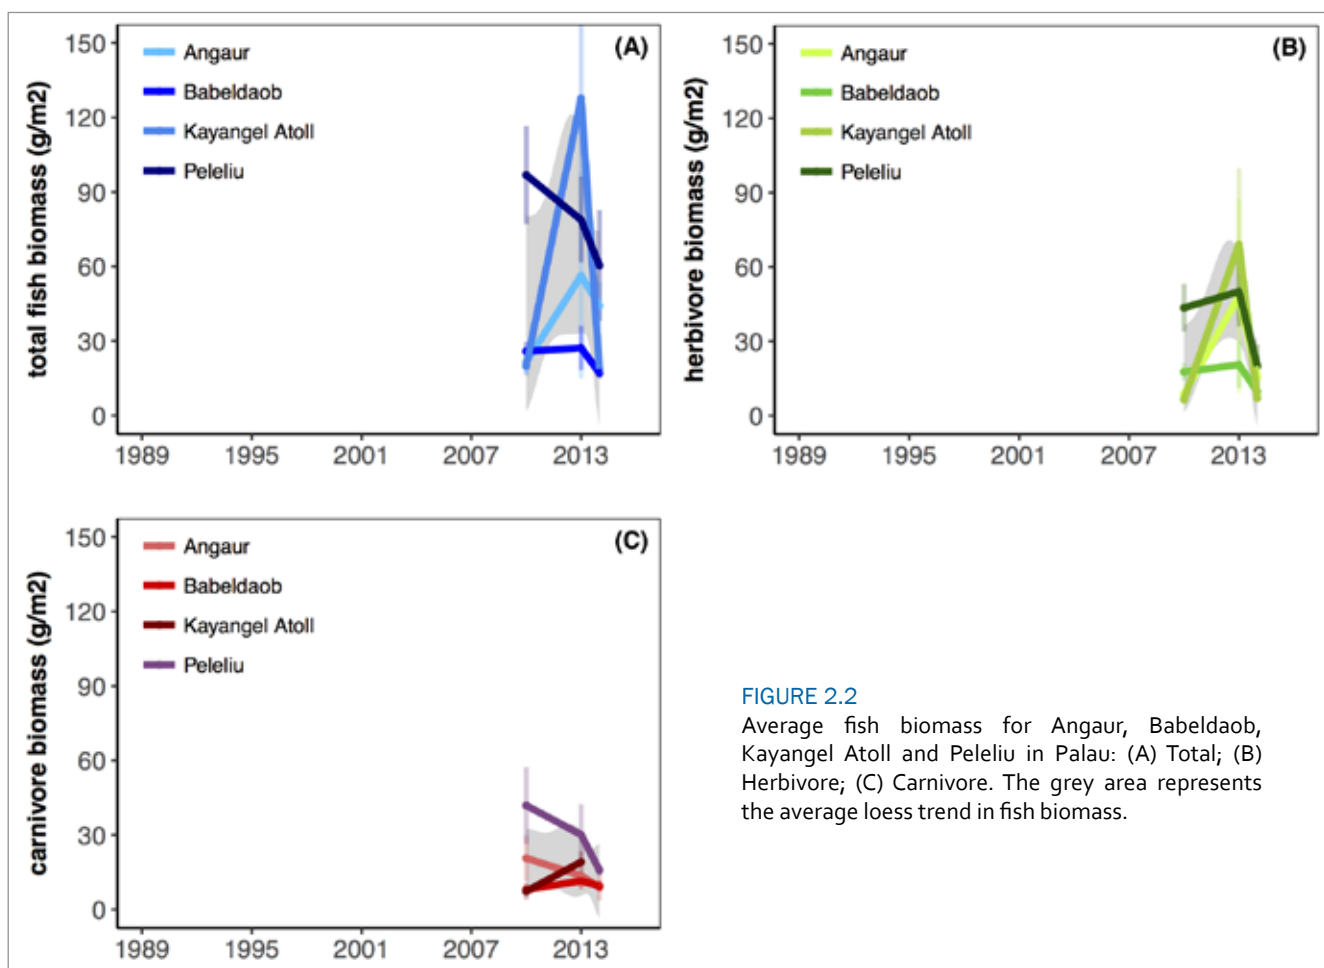 (A)
Angaur
Babeldaob
Kayangel Atoll
Peleliu
total fish biomass (g/m2)
150
120
90
60
30
0
1989 1995 2001 2007 2013
(B)
Angaur
Babeldaob
Kayangel Atoll
Peleliu
herbivore biomass (g/m2)
150
120
90
60
30
0
1989 1995 2001 2007 2013
(C)
Angaur
Babeldaob
Kayangel Atoll
Peleliu
carnivore biomass (g/m2)
150
120
90
60
30
0
1989 1995 2001 2007 2013
FIGURE 2.2
Average fish biomass for Angaur, Babeldaob,
Kayangel Atoll and Peleliu in Palau: (A) Total; (B)
Herbivore; (C) Carnivore. The grey area represents
the average loess trend in fish biomass.